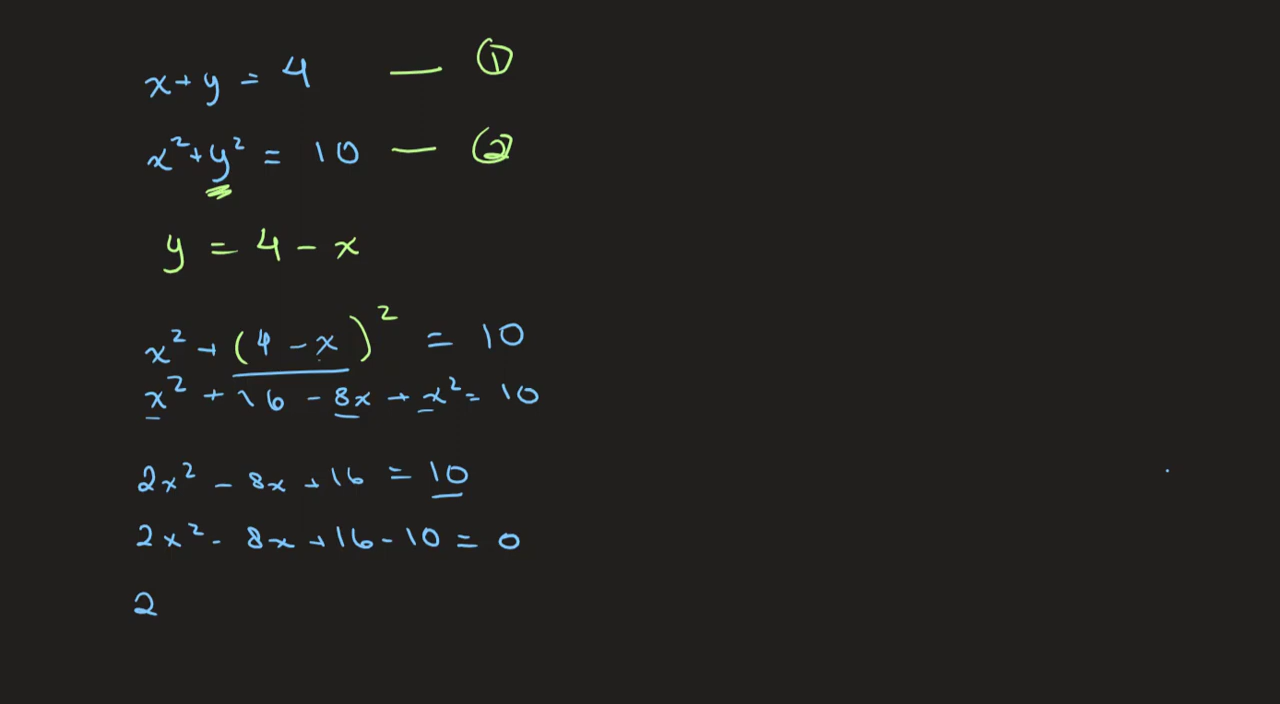 x + y = 4 — ①
x² + y² = 10 — ②
y = 4 - x
x² + (4 - x)² = 10
x² + 16 - 8x + x² = 10
2x² - 8x + 16 = 10
2x² - 8x + 16 - 10 = 0
2